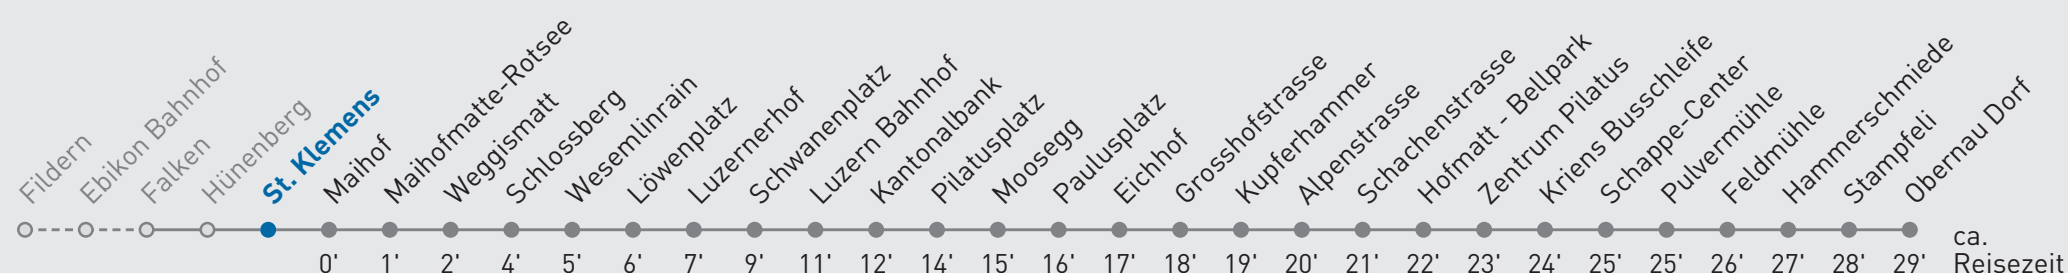 Fildern
Ebikon Bahnhof
Falken
Hünenberg
St. Klemens
Maihof
Maihofmatte-Rotsee
Weggismatt
Schlossberg
Wesemlinrain
Löwenplatz
Luzernerhof
Schwanenplatz
Luzern Bahnhof
Kantonalbank
Pilatusplatz
Moosegg
Paulusplatz
Eichhof
Grosshofstrasse
Kupferhammer
Alpenstrasse
Schachenstrasse
Hofmatt - Bellpark
Zentrum Pilatus
Kriens Busschleife
Schappe-Center
Pulvermühle
Feldmühle
Hammerschmiede
Stampfeli
Obernau Dorf
ca.
0' 1' 2' 4' 5' 6' 7' 9' 11' 12' 14' 15' 16' 17' 18' 19' 20' 21' 22' 23' 24' 25' 25' 26' 27' 28' 29' Reisezeit